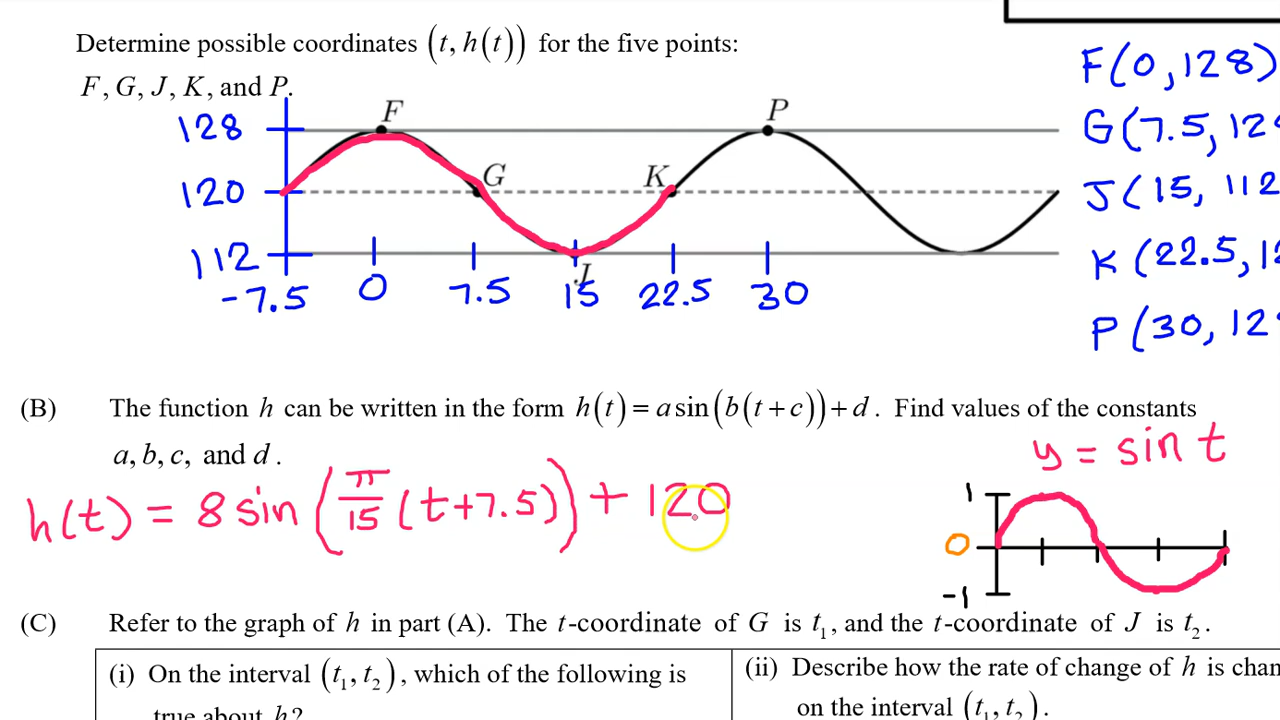 Determine possible coordinates (t, h(t)) for the five points:
F, G, J, K, and P.
F(0,128)
G(7.5, 12
J(15, 112
K(22.5, 12
P(30, 12
F
P
128
G
K
120
112
J
-7.5 0 7.5 15 22.5 30
(B) The function h can be written in the form h(t) = a sin(b(t+c)) + d. Find values of the constants
a, b, c, and d.
y = sin t
h(t) = 8 sin(π/15 (t+7.5)) + 120
1
0
-1
(C) Refer to the graph of h in part (A). The t-coordinate of G is t₁, and the t-coordinate of J is t₂.
(i) On the interval (t₁, t₂), which of the following is
true about h?
(ii) Describe how the rate of change of h is chan
on the interval (t₁, t₂).